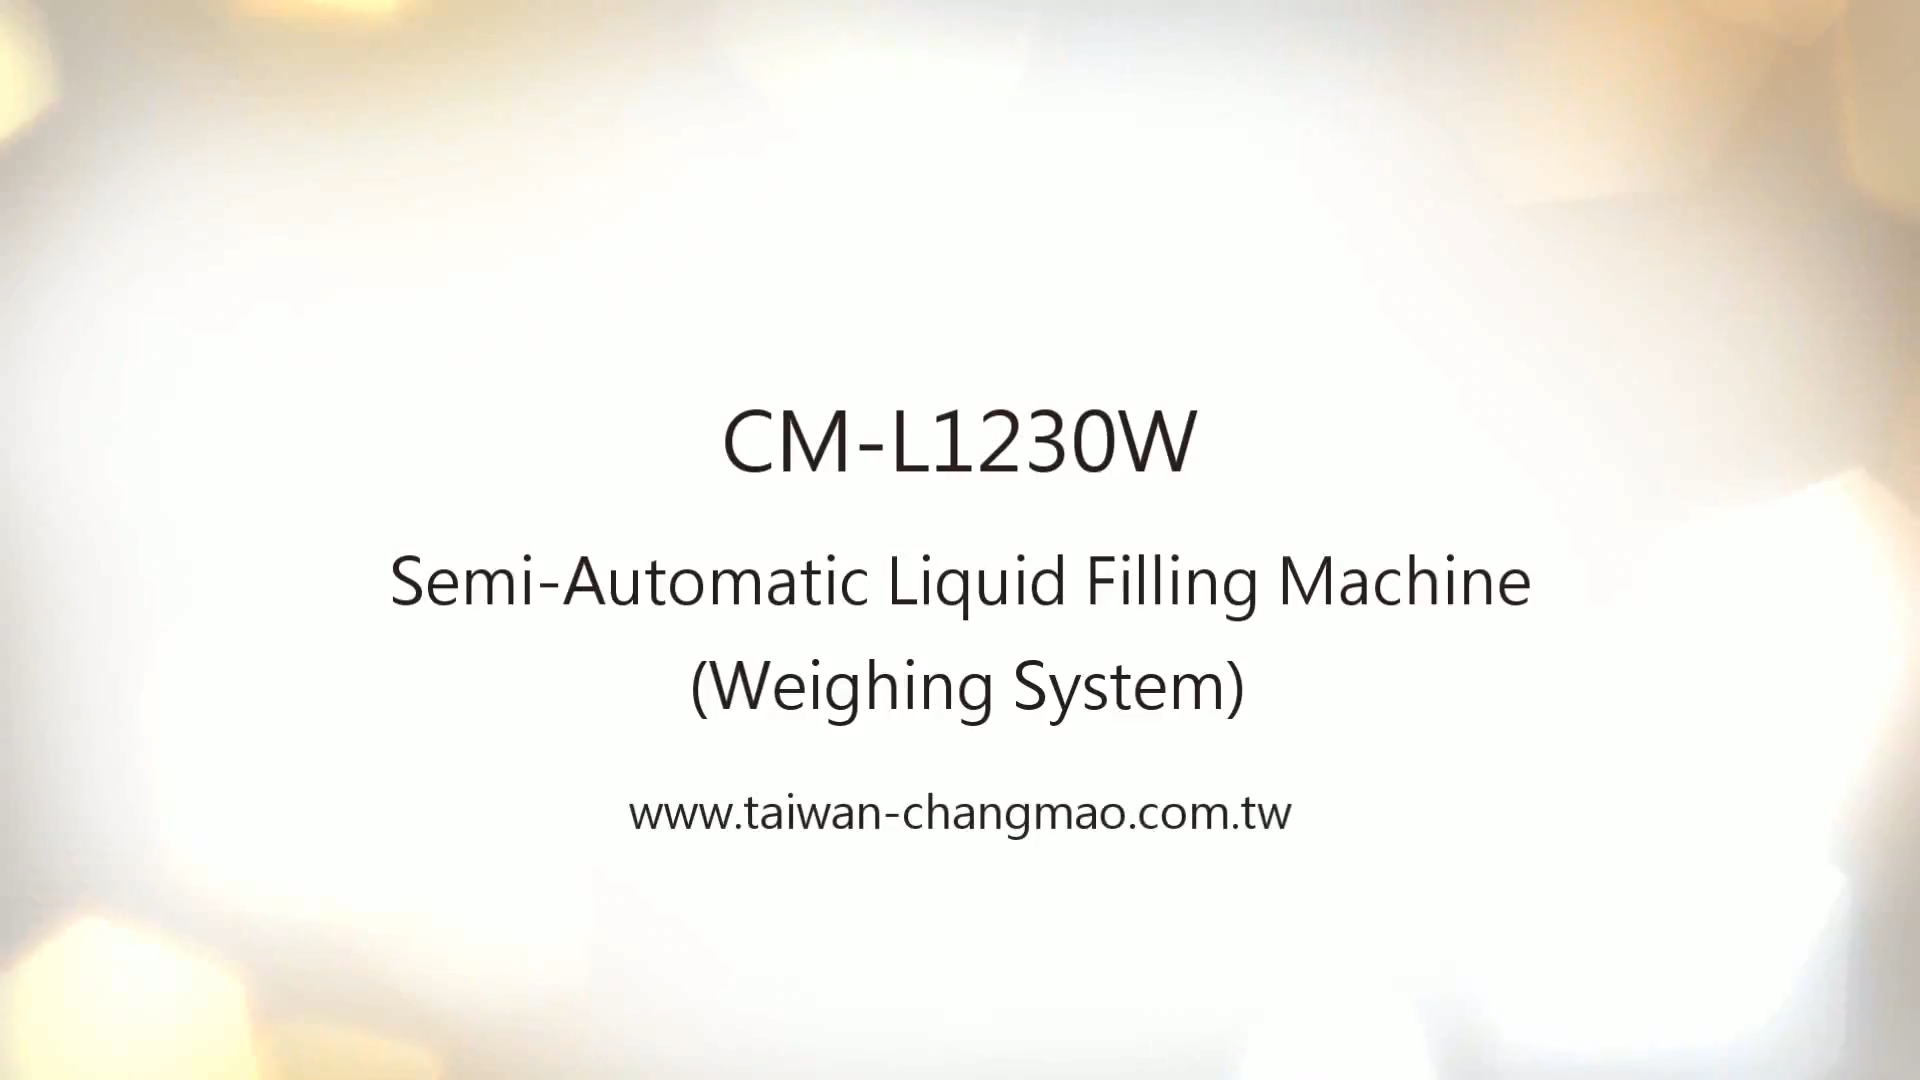 CM-L1230W
Semi-Automatic Liquid Filling Machine
(Weighing System)
www.taiwan-changmao.com.tw